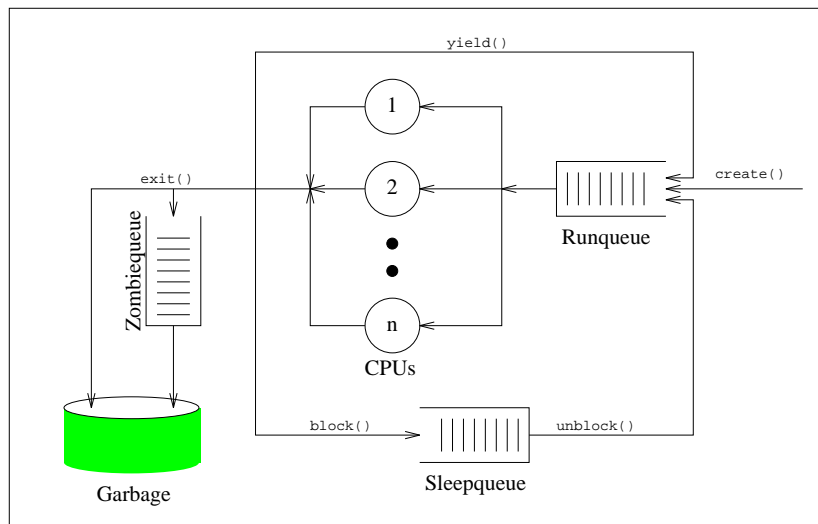 yield()
1
exit()
2
create()
Runqueue
Zombiequeue
n
CPUs
block()
unblock()
Sleepqueue
Garbage